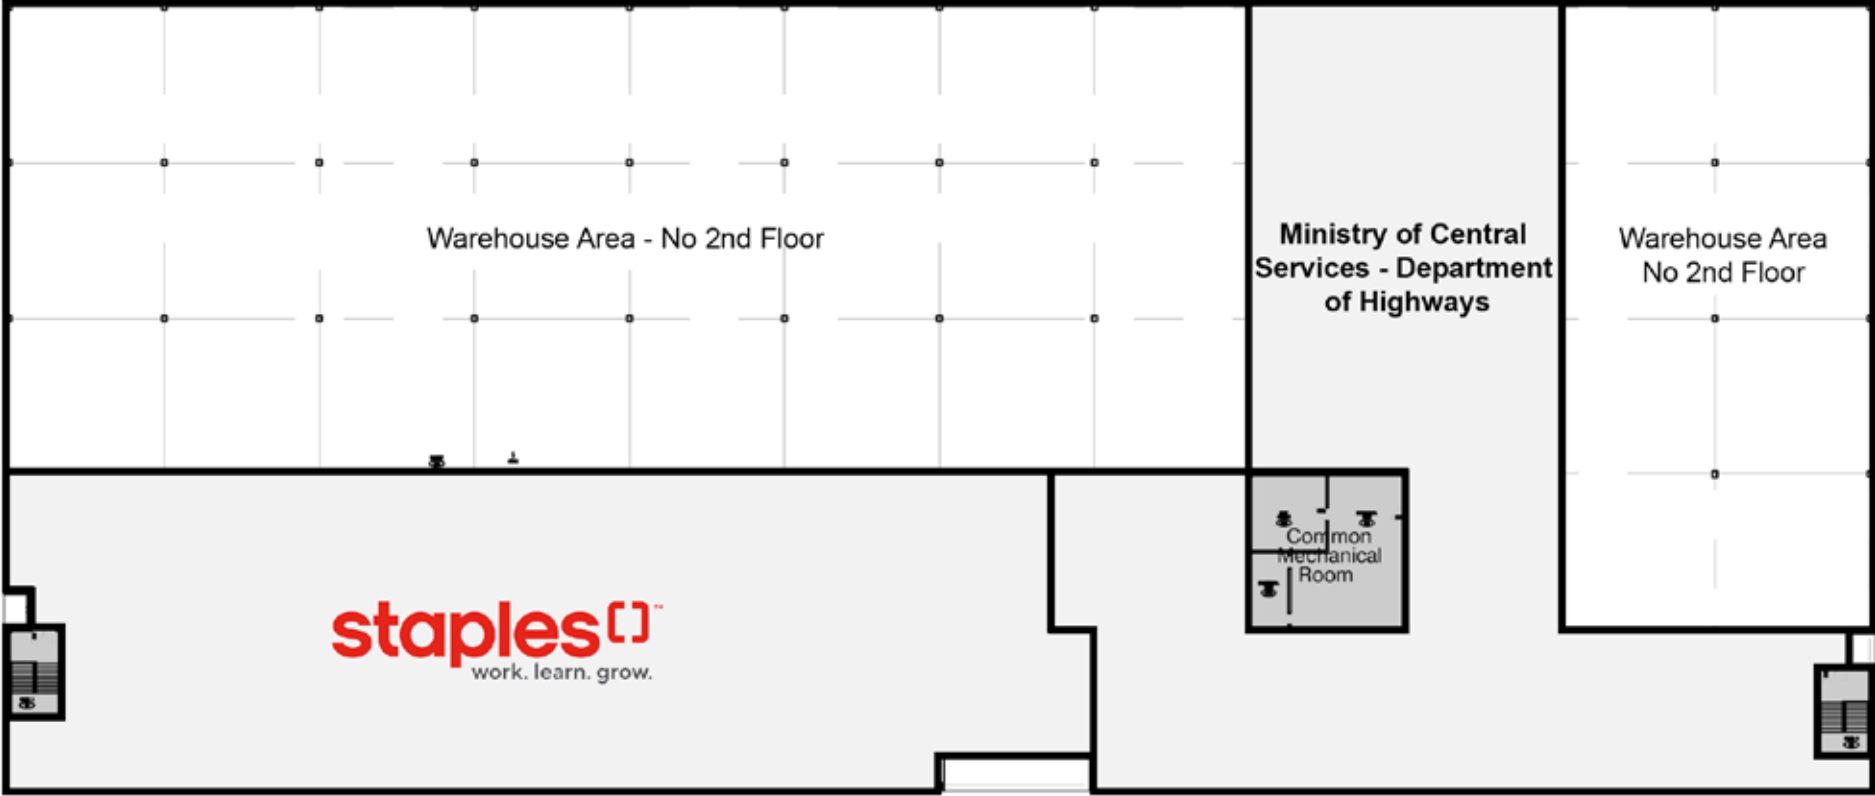 Warehouse Area - No 2nd Floor
Ministry of Central
Services - Department
of Highways
Warehouse Area
No 2nd Floor
Common
Mechanical
Room
staples™
work. learn. grow.